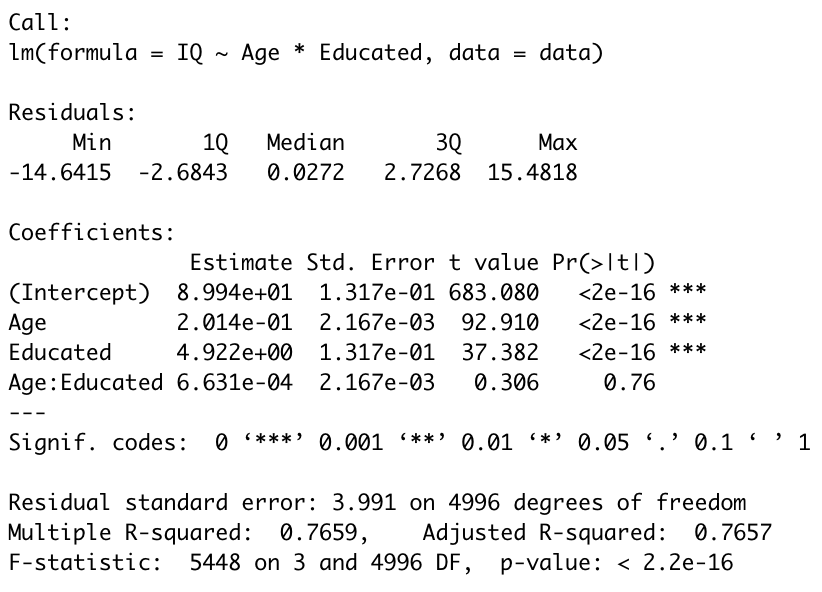 Call:
lm(formula = IQ ~ Age * Educated, data = data)
Residuals:
     Min       1Q   Median       3Q      Max
-14.6415  -2.6843   0.0272   2.7268  15.4818
Coefficients:
              Estimate Std. Error t value Pr(>|t|)
(Intercept)  8.994e+01  1.317e-01 683.080   <2e-16 ***
Age          2.014e-01  2.167e-03  92.910   <2e-16 ***
Educated     4.922e+00  1.317e-01  37.382   <2e-16 ***
Age:Educated 6.631e-04  2.167e-03   0.306     0.76
---
Signif. codes:  0 ‘***’ 0.001 ‘**’ 0.01 ‘*’ 0.05 ‘.’ 0.1 ‘ ’ 1
Residual standard error: 3.991 on 4996 degrees of freedom
Multiple R-squared:  0.7659,	Adjusted R-squared:  0.7657
F-statistic:  5448 on 3 and 4996 DF,  p-value: < 2.2e-16